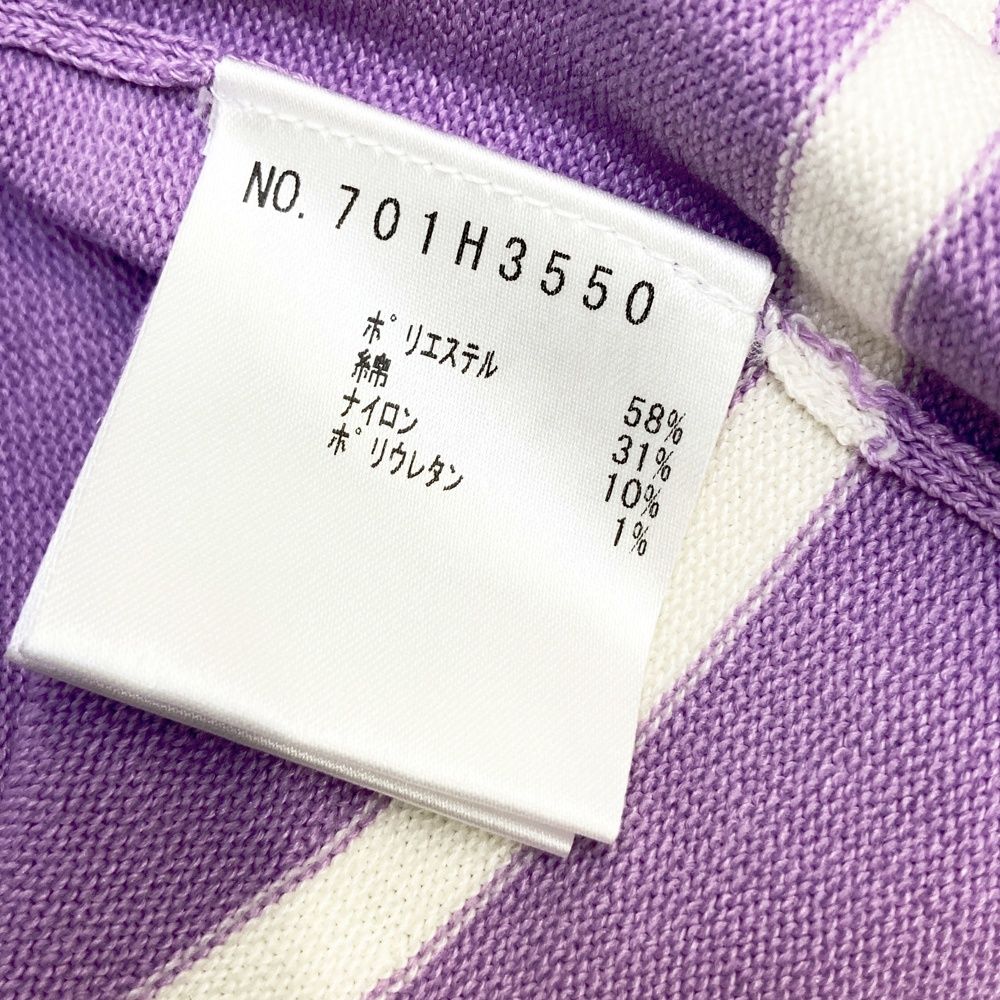 NO. 701H3550
ポリエステル 58%
綿 31%
ナイロン 10%
ポリウレタン 1%